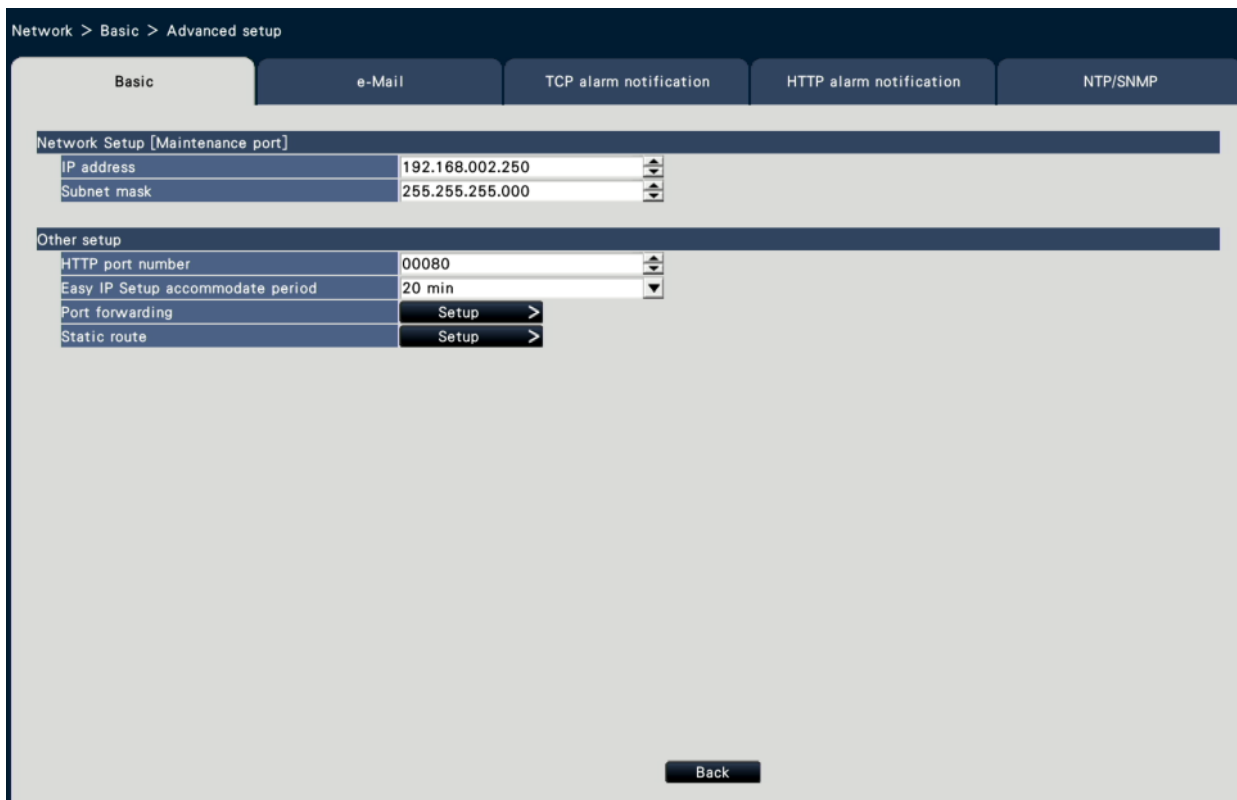 Network > Basic > Advanced setup
Basic e-Mail TCP alarm notification HTTP alarm notification NTP/SNMP
Network Setup [Maintenance port]
IP address 192.168.002.250
Subnet mask 255.255.255.000
Other setup
HTTP port number 00080
Easy IP Setup accommodate period 20 min
Port forwarding Setup >
Static route Setup >
Back